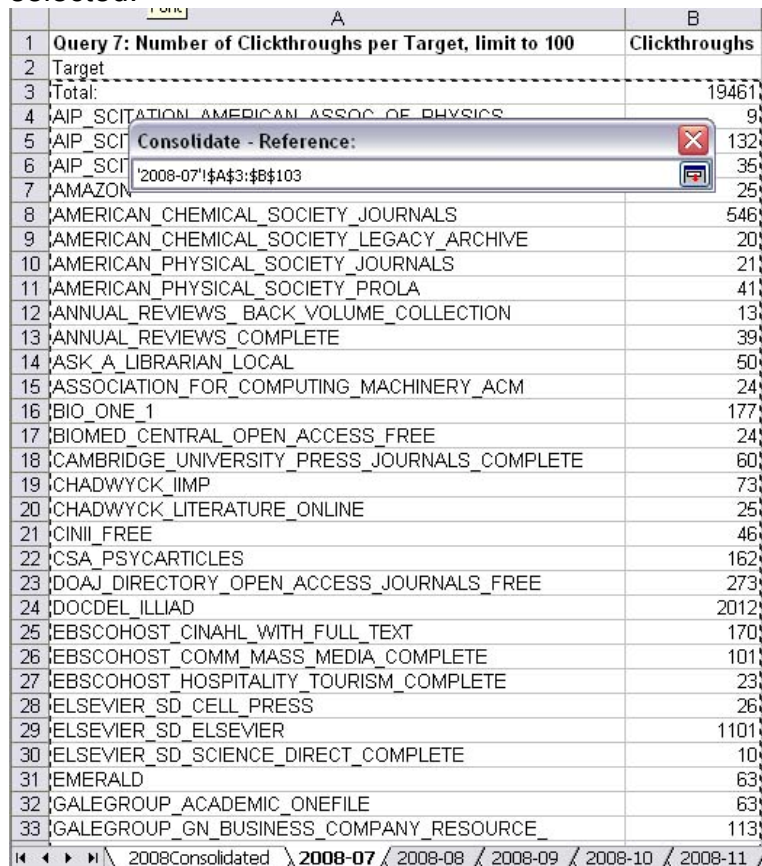 A B
1 Query 7: Number of Clickthroughs per Target, limit to 100 Clickthroughs
2 Target
3 Total: 19461
4 AIP_SCITATION_AMERICAN_ASSOC_OF_PHYSICS 9
5 AIP_SCIT 132
Consolidate - Reference:
6 AIP_SCIT 35
'2008-07'!$A$3:$B$103
7 AMAZON 25
8 AMERICAN_CHEMICAL_SOCIETY_JOURNALS 546
9 AMERICAN_CHEMICAL_SOCIETY_LEGACY_ARCHIVE 20
10 AMERICAN_PHYSICAL_SOCIETY_JOURNALS 21
11 AMERICAN_PHYSICAL_SOCIETY_PROLA 41
12 ANNUAL_REVIEWS_ BACK_VOLUME_COLLECTION 13
13 ANNUAL_REVIEWS_COMPLETE 39
14 ASK_A_LIBRARIAN_LOCAL 50
15 ASSOCIATION_FOR_COMPUTING_MACHINERY_ACM 24
16 BIO_ONE_1 177
17 BIOMED_CENTRAL_OPEN_ACCESS_FREE 24
18 CAMBRIDGE_UNIVERSITY_PRESS_JOURNALS_COMPLETE 60
19 CHADWYCK_IIMP 73
20 CHADWYCK_LITERATURE_ONLINE 25
21 CINII_FREE 46
22 CSA_PSYCARTICLES 162
23 DOAJ_DIRECTORY_OPEN_ACCESS_JOURNALS_FREE 273
24 DOCDEL_ILLIAD 2012
25 EBSCOHOST_CINAHL_WITH_FULL_TEXT 170
26 EBSCOHOST_COMM_MASS_MEDIA_COMPLETE 101
27 EBSCOHOST_HOSPITALITY_TOURISM_COMPLETE 23
28 ELSEVIER_SD_CELL_PRESS 26
29 ELSEVIER_SD_ELSEVIER 1101
30 ELSEVIER_SD_SCIENCE_DIRECT_COMPLETE 10
31 EMERALD 63
32 GALEGROUP_ACADEMIC_ONEFILE 63
33 GALEGROUP_GN_BUSINESS_COMPANY_RESOURCE_ 113
2008Consolidated 2008-07 2008-08 2008-09 2008-10 2008-11